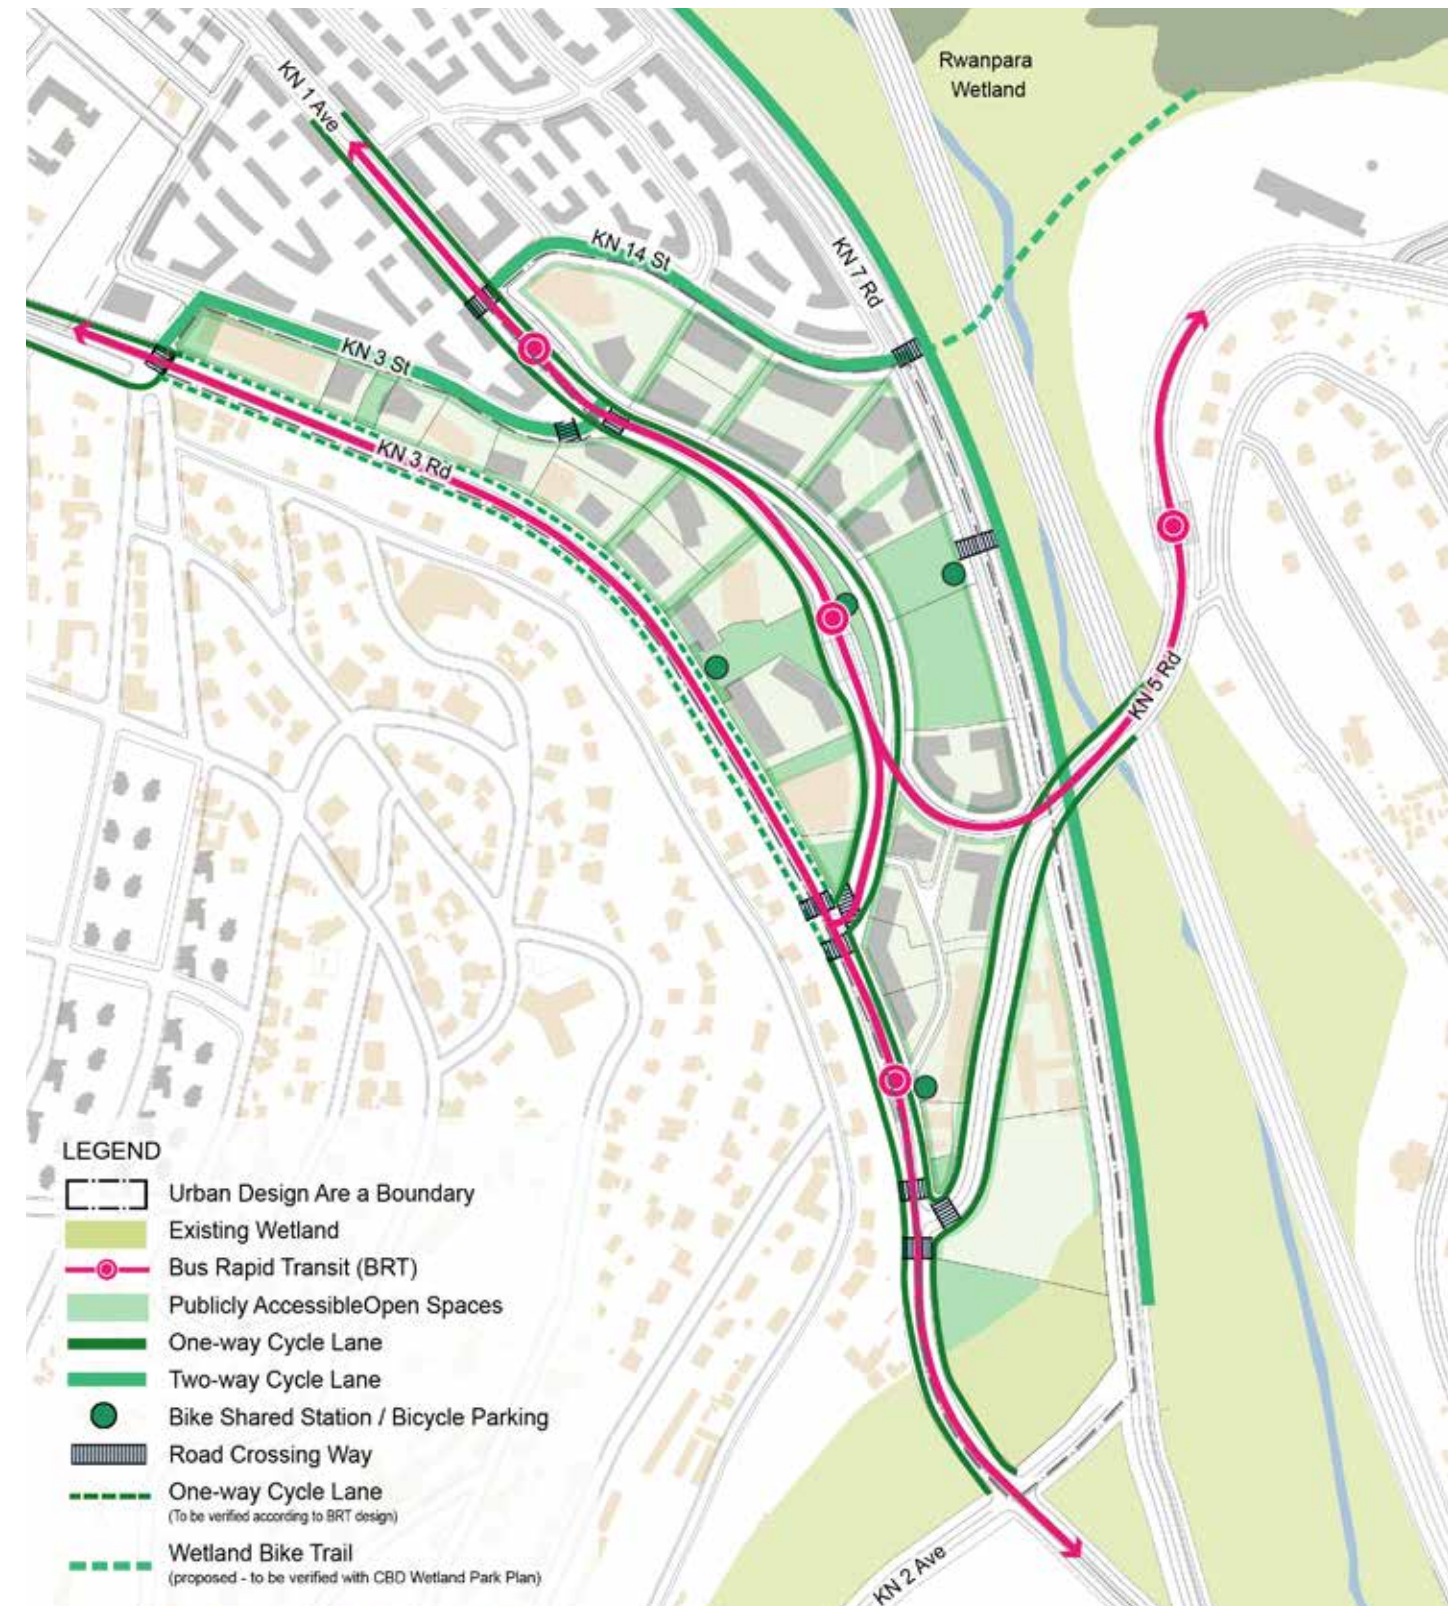 Rwanpara
Wetland
KN 1 Ave
KN 14 St
KN 7 Rd
KN 3 St
KN 3 Rd
KN 5 Rd
LEGEND
Urban Design Are a Boundary
Existing Wetland
Bus Rapid Transit (BRT)
Publicly AccessibleOpen Spaces
One-way Cycle Lane
Two-way Cycle Lane
Bike Shared Station / Bicycle Parking
Road Crossing Way
One-way Cycle Lane
(To be verified according to BRT design)
Wetland Bike Trail
(proposed - to be verified with CBD Wetland Park Plan)
KN 2 Ave